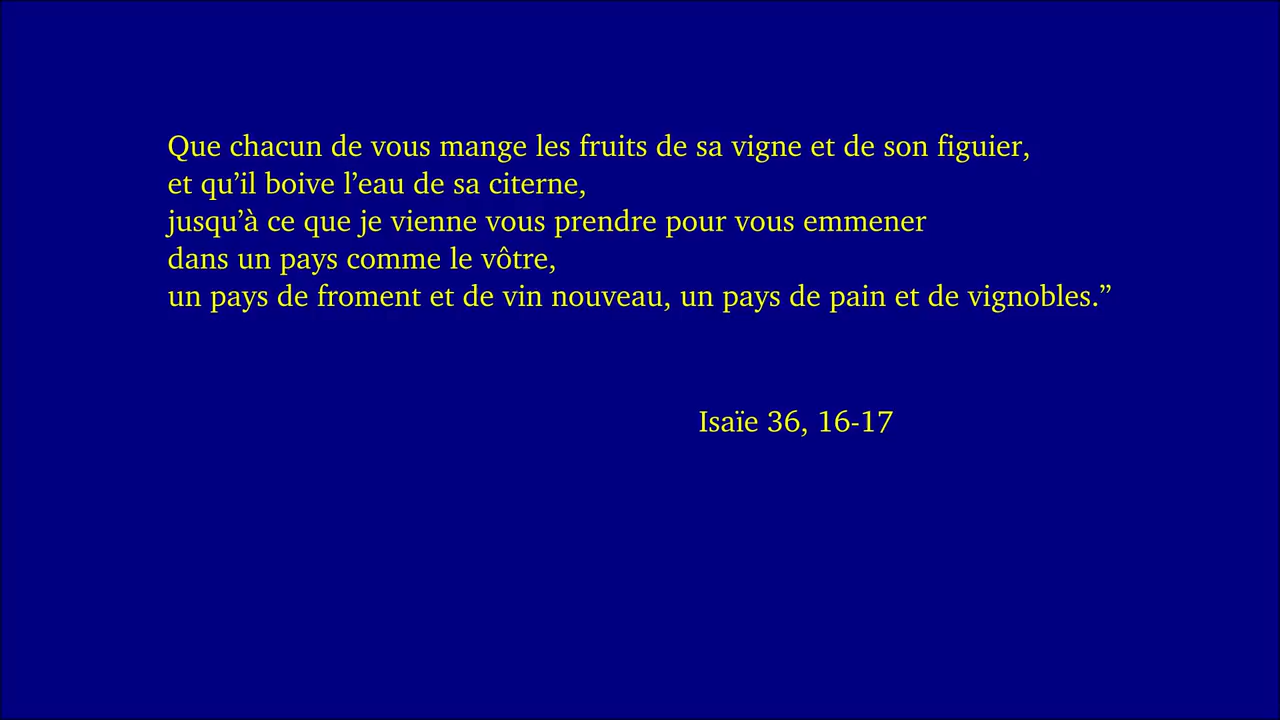 Que chacun de vous mange les fruits de sa vigne et de son figuier,
et qu’il boive l’eau de sa citerne,
jusqu’à ce que je vienne vous prendre pour vous emmener
dans un pays comme le vôtre,
un pays de froment et de vin nouveau, un pays de pain et de vignobles.”
Isaïe 36, 16-17